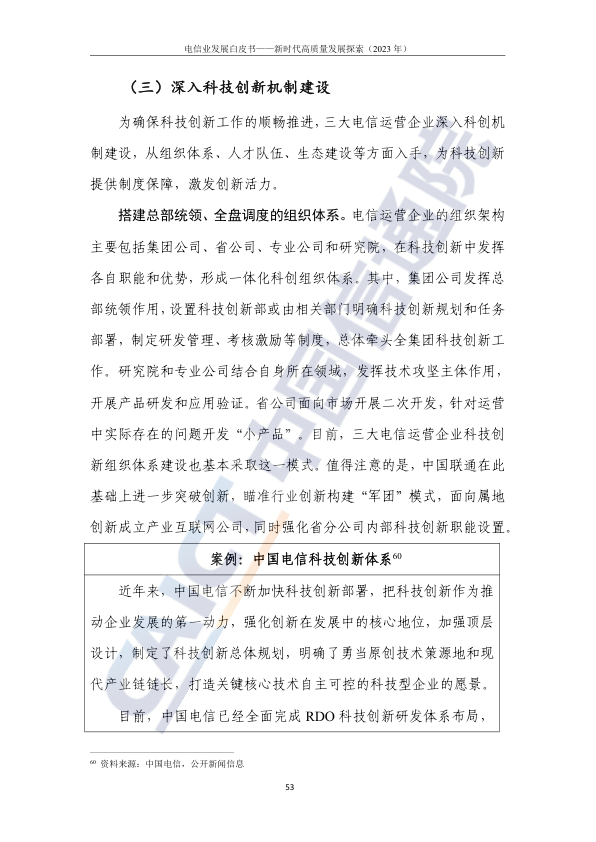 电信业发展白皮书——新时代高质量发展探索（2023 年）
（三）深入科技创新机制建设
为确保科技创新工作的顺畅推进，三大电信运营企业深入科创机
制建设，从组织体系、人才队伍、生态建设等方面入手，为科技创新
提供制度保障，激发创新活力。
搭建总部统领、全盘调度的组织体系。电信运营企业的组织架构
主要包括集团公司、省公司、专业公司和研究院，在科技创新中发挥
各自职能和优势，形成一体化科创组织体系。其中，集团公司发挥总
部统领作用，设置科技创新部或由相关部门明确科技创新规划和任务
部署，制定研发管理、考核激励等制度，总体牵头全集团科技创新工
作。研究院和专业公司结合自身所在领域，发挥技术攻坚主体作用，
开展产品研发和应用验证。省公司面向市场开展二次开发，针对运营
中实际存在的问题开发“小产品”。目前，三大电信运营企业科技创
新组织体系建设也基本采取这一模式。值得注意的是，中国联通在此
基础上进一步突破创新，瞄准行业创新构建“军团”模式，面向属地
创新成立产业互联网公司，同时强化省分公司内部科技创新职能设置。
案例：中国电信科技创新体系60
近年来，中国电信不断加快科技创新部署，把科技创新作为推
动企业发展的第一动力，强化创新在发展中的核心地位，加强顶层
设计，制定了科技创新总体规划，明确了勇当原创技术策源地和现
代产业链链长，打造关键核心技术自主可控的科技型企业的愿景。
目前，中国电信已经全面完成 RDO 科技创新研发体系布局，
60 资料来源：中国电信，公开新闻信息
53
CAICT 中国信通院